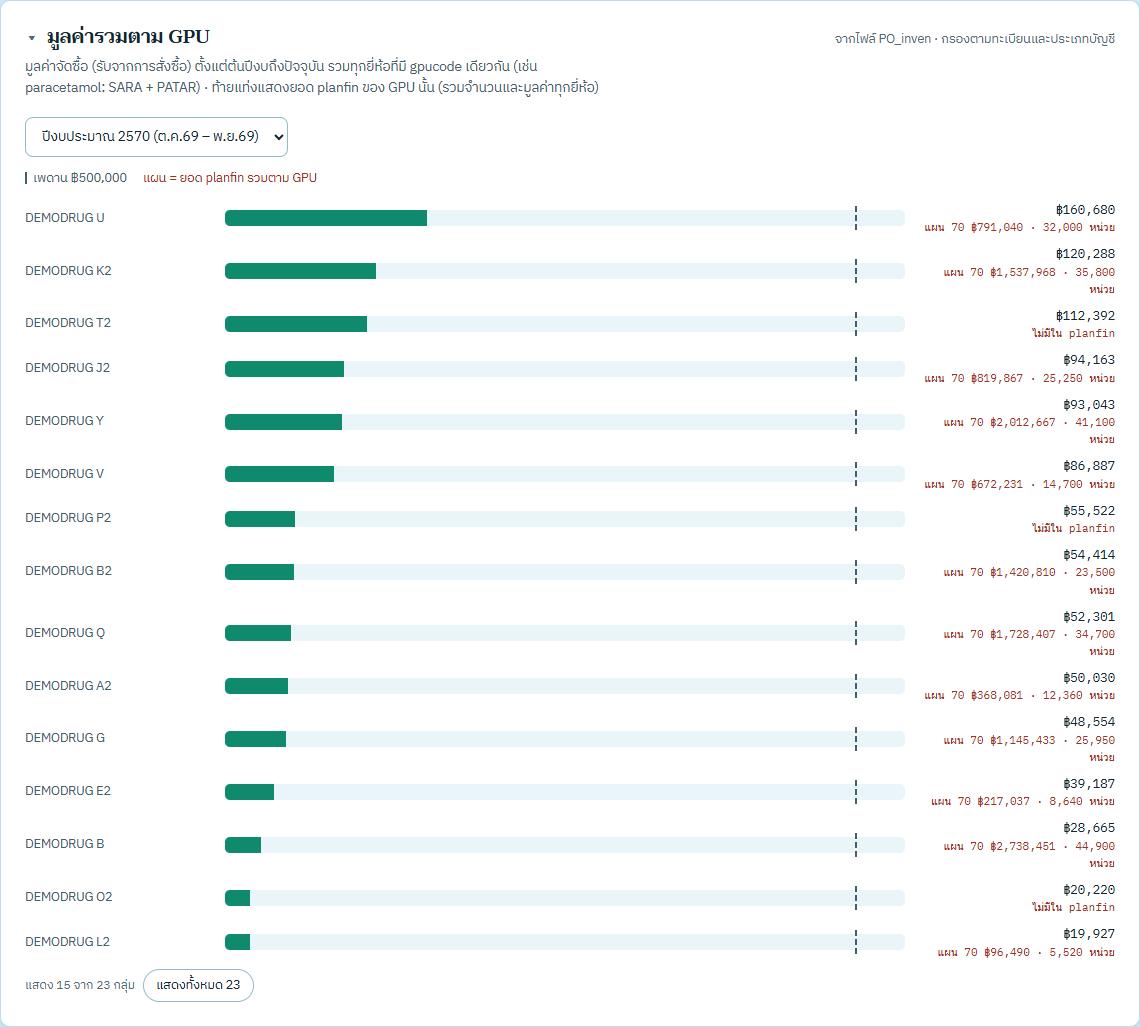 ▾ มูลค่ารวมตาม GPU
จากไฟล์ PO_inven · กรองตามทะเบียนและประเภทบัญชี
มูลค่าจัดซื้อ (รับจากการสั่งซื้อ) ตั้งแต่ต้นปีงบถึงปัจจุบัน รวมทุกยี่ห้อที่มี gpucode เดียวกัน (เช่น
paracetamol: SARA + PATAR) · ท้ายแท่งแสดงยอด planfin ของ GPU นั้น (รวมจำนวนและมูลค่าทุกยี่ห้อ)
ปีงบประมาณ 2570 (ต.ค.69 – พ.ย.69)
เพดาน ฿500,000 แผน = ยอด planfin รวมตาม GPU
DEMODRUG U ฿160,680
แผน 70 ฿791,040 · 32,000 หน่วย
DEMODRUG K2 ฿120,288
แผน 70 ฿1,537,968 · 35,800
หน่วย
DEMODRUG T2 ฿112,392
ไม่มีใน planfin
DEMODRUG J2 ฿94,163
แผน 70 ฿819,867 · 25,250 หน่วย
DEMODRUG Y ฿93,043
แผน 70 ฿2,012,667 · 41,100
หน่วย
DEMODRUG V ฿86,887
แผน 70 ฿672,231 · 14,700 หน่วย
DEMODRUG P2 ฿55,522
ไม่มีใน planfin
DEMODRUG B2 ฿54,414
แผน 70 ฿1,420,810 · 23,500
หน่วย
DEMODRUG Q ฿52,301
แผน 70 ฿1,728,407 · 34,700
หน่วย
DEMODRUG A2 ฿50,030
แผน 70 ฿368,081 · 12,360 หน่วย
DEMODRUG G ฿48,554
แผน 70 ฿1,145,433 · 25,950
หน่วย
DEMODRUG E2 ฿39,187
แผน 70 ฿217,037 · 8,640 หน่วย
DEMODRUG B ฿28,665
แผน 70 ฿2,738,451 · 44,900
หน่วย
DEMODRUG O2 ฿20,220
ไม่มีใน planfin
DEMODRUG L2 ฿19,927
แผน 70 ฿96,490 · 5,520 หน่วย
แสดง 15 จาก 23 กลุ่ม แสดงทั้งหมด 23